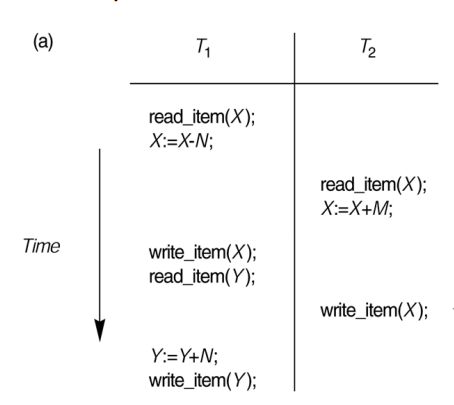 (a)
T1
T2
read_item(X);
X:=X-N;
read_item(X);
X:=X+M;
Time
write_item(X);
read_item(Y);
write_item(X);
Y:=Y+N;
write_item(Y);